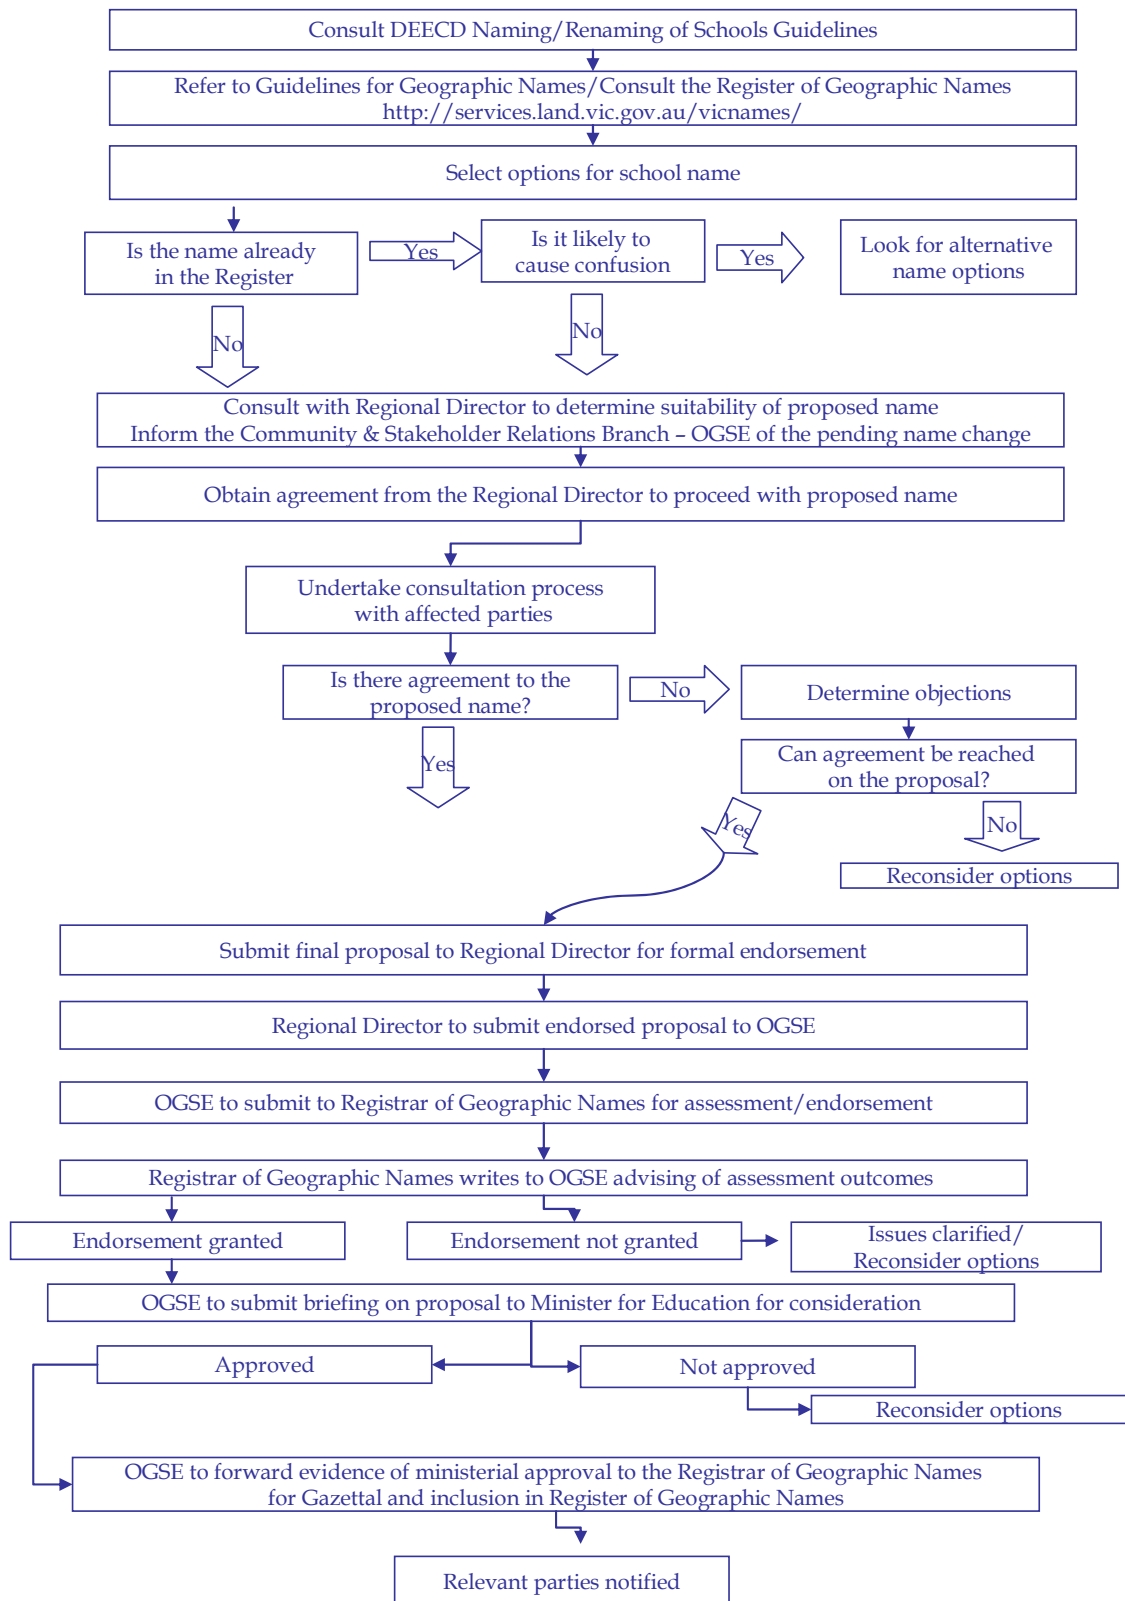 Consult DEECD Naming/Renaming of Schools Guidelines
Refer to Guidelines for Geographic Names/Consult the Register of Geographic Names
http://services.land.vic.gov.au/vicnames/
Select options for school name
Is the name already
in the Register
Yes
Is it likely to
cause confusion
Yes
Look for alternative
name options
No
No
Consult with Regional Director to determine suitability of proposed name
Inform the Community & Stakeholder Relations Branch – OGSE of the pending name change
Obtain agreement from the Regional Director to proceed with proposed name
Undertake consultation process
with affected parties
Is there agreement to the
proposed name?
No
Determine objections
Yes
Can agreement be reached
on the proposal?
Yes
No
Reconsider options
Submit final proposal to Regional Director for formal endorsement
Regional Director to submit endorsed proposal to OGSE
OGSE to submit to Registrar of Geographic Names for assessment/endorsement
Registrar of Geographic Names writes to OGSE advising of assessment outcomes
Endorsement granted
Endorsement not granted
Issues clarified/
Reconsider options
OGSE to submit briefing on proposal to Minister for Education for consideration
Approved
Not approved
Reconsider options
OGSE to forward evidence of ministerial approval to the Registrar of Geographic Names
for Gazettal and inclusion in Register of Geographic Names
Relevant parties notified